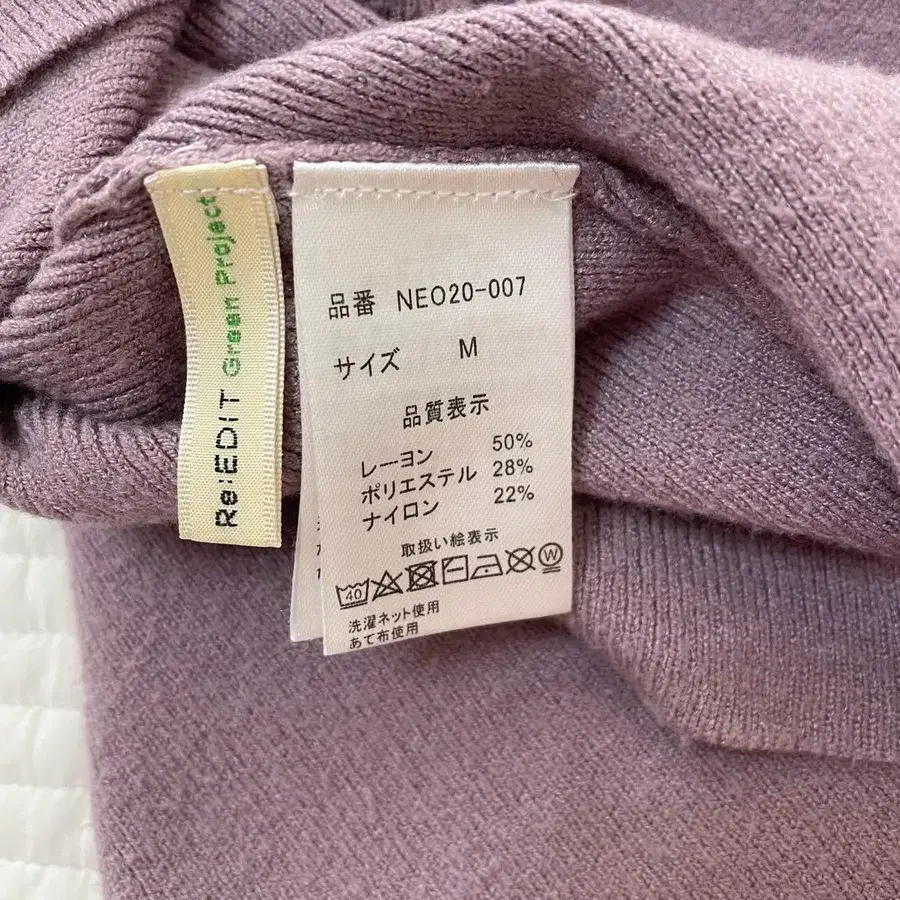 Re:EDIT Green Project
品番 NEO20-007
サイズ M
品質表示
レーヨン 50%
ポリエステル 28%
ナイロン 22%
取扱い絵表示
40 W
洗濯ネット使用
あて布使用